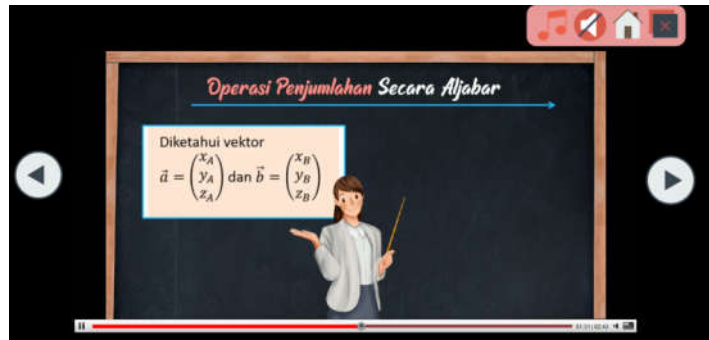 Operasi Penjumlahan Secara Aljabar
Diketahui vektor
a⃗ = (x_A y_A z_A) dan b⃗ = (x_B y_B z_B)